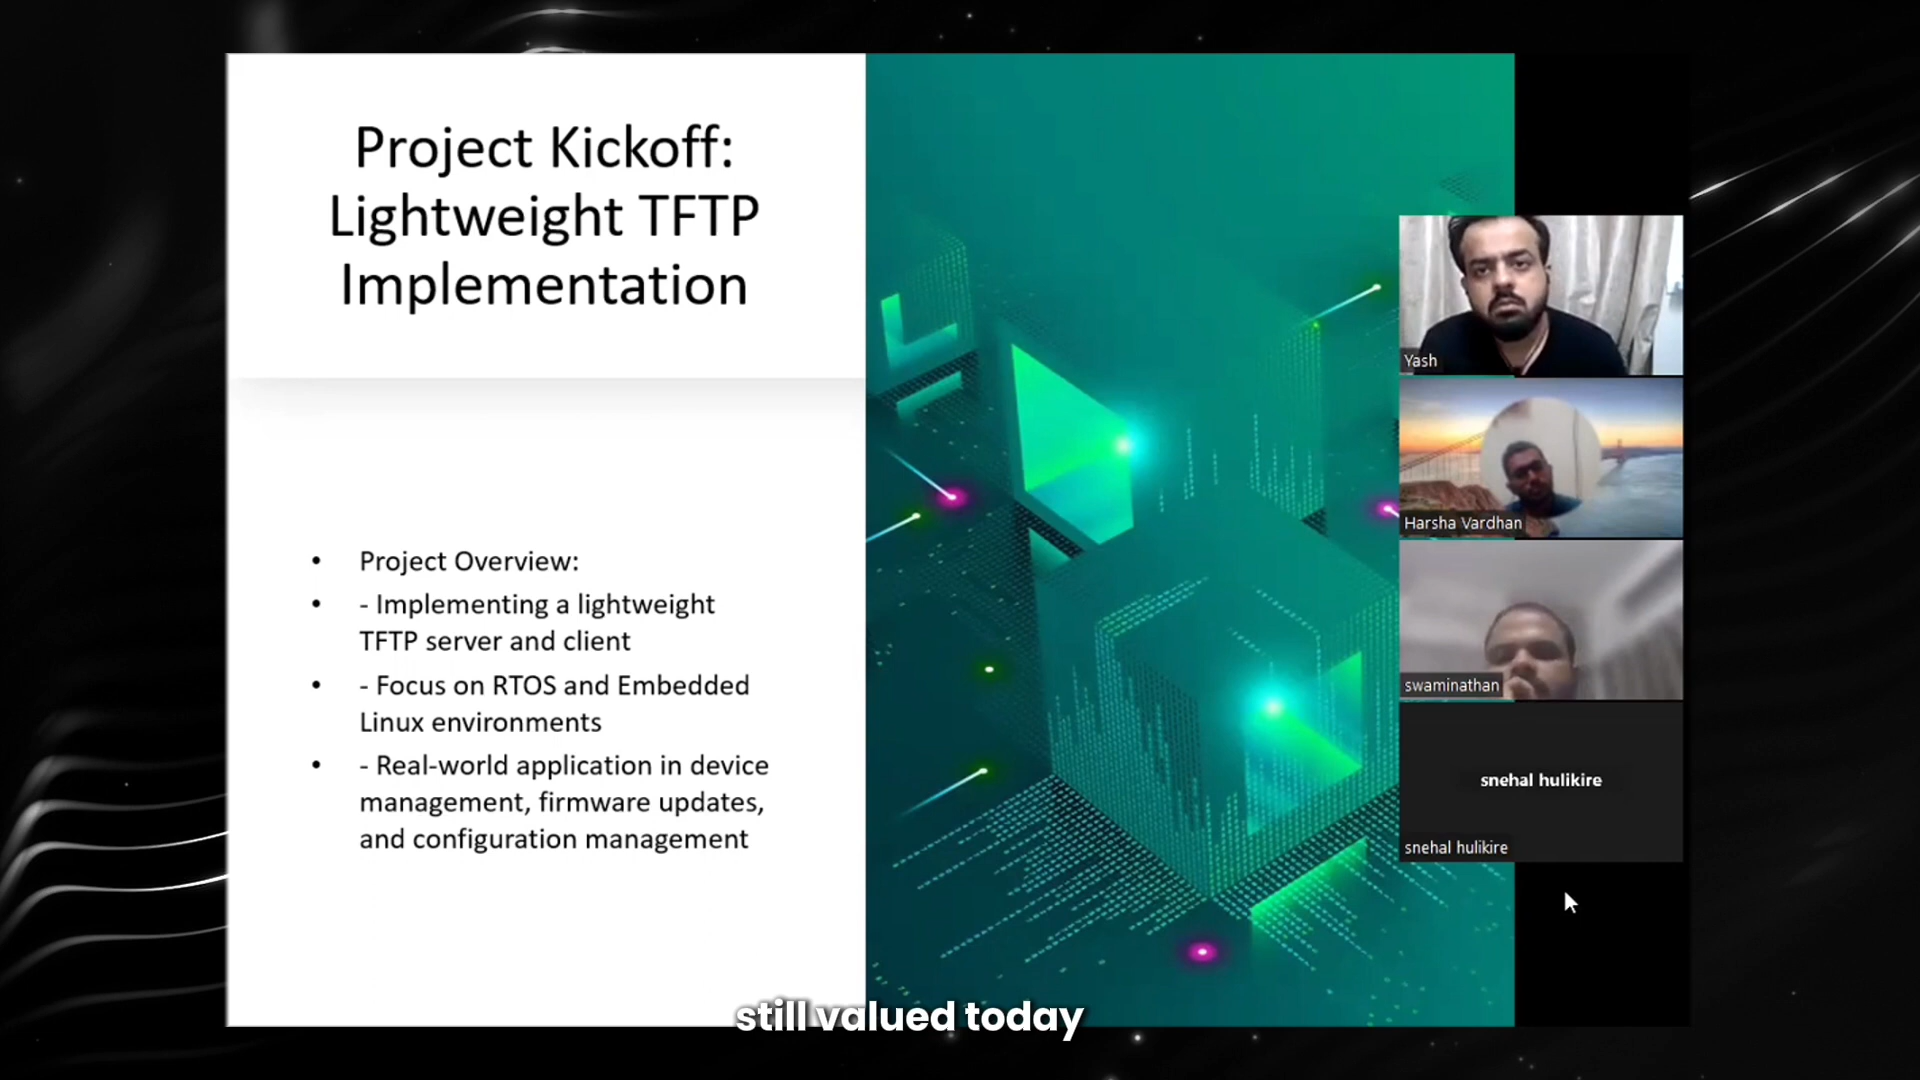 Project Kickoff:
Lightweight TFTP
Implementation
• Project Overview:
• - Implementing a lightweight
TFTP server and client
• - Focus on RTOS and Embedded
Linux environments
• - Real-world application in device
management, firmware updates,
and configuration management
Yash
Harsha Vardhan
swaminathan
snehal hulikire
snehal hulikire
still valued today